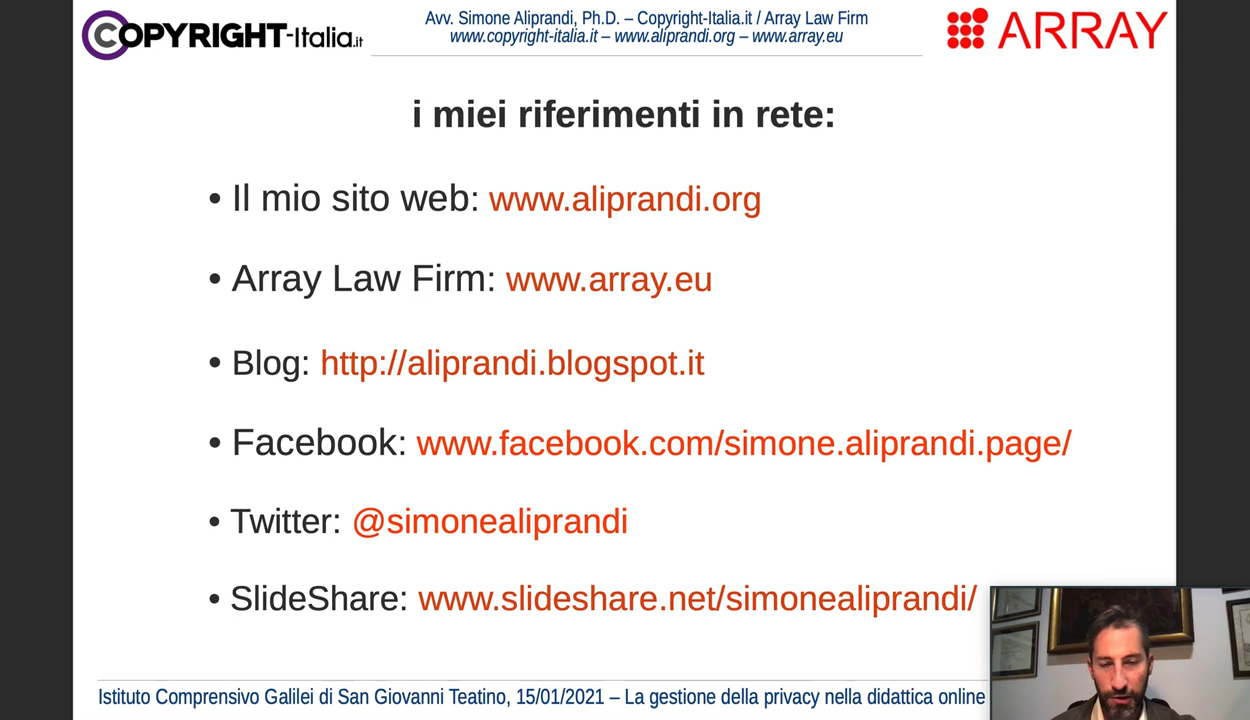 COPYRIGHT-Italia.it
Avv. Simone Aliprandi, Ph.D. – Copyright-Italia.it / Array Law Firm
www.copyright-italia.it – www.aliprandi.org – www.array.eu
ARRAY
i miei riferimenti in rete:
• Il mio sito web: www.aliprandi.org
• Array Law Firm: www.array.eu
• Blog: http://aliprandi.blogspot.it
• Facebook: www.facebook.com/simone.aliprandi.page/
• Twitter: @simonealiprandi
• SlideShare: www.slideshare.net/simonealiprandi/
Istituto Comprensivo Galilei di San Giovanni Teatino, 15/01/2021 – La gestione della privacy nella didattica online